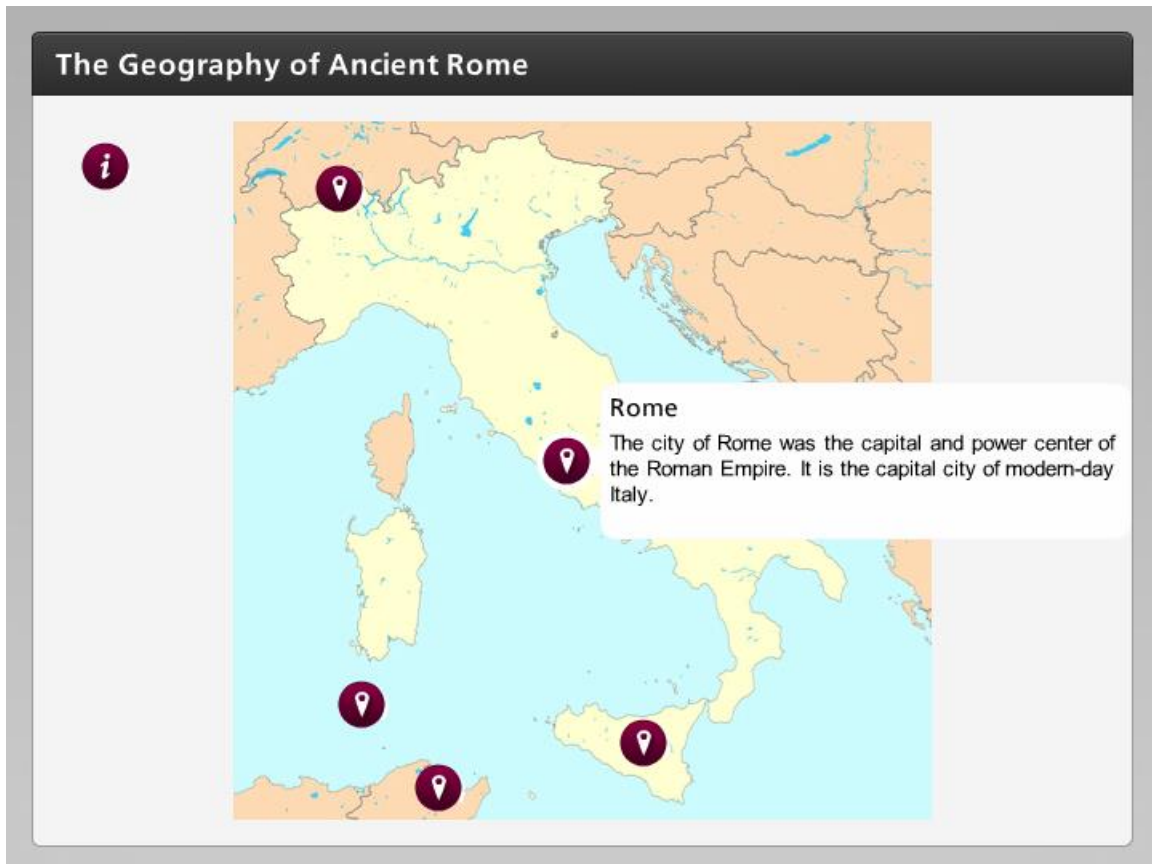 The Geography of Ancient Rome
i
Rome
The city of Rome was the capital and power center of
the Roman Empire. It is the capital city of modern-day
Italy.